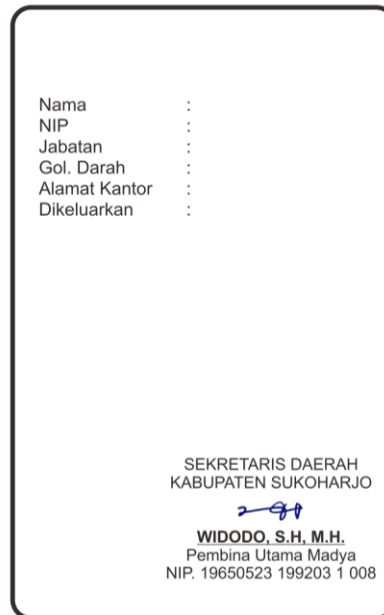 Nama :
NIP :
Jabatan :
Gol. Darah :
Alamat Kantor :
Dikeluarkan :
SEKRETARIS DAERAH
KABUPATEN SUKOHARJO
WIDODO, S.H, M.H.
Pembina Utama Madya
NIP. 19650523 199203 1 008